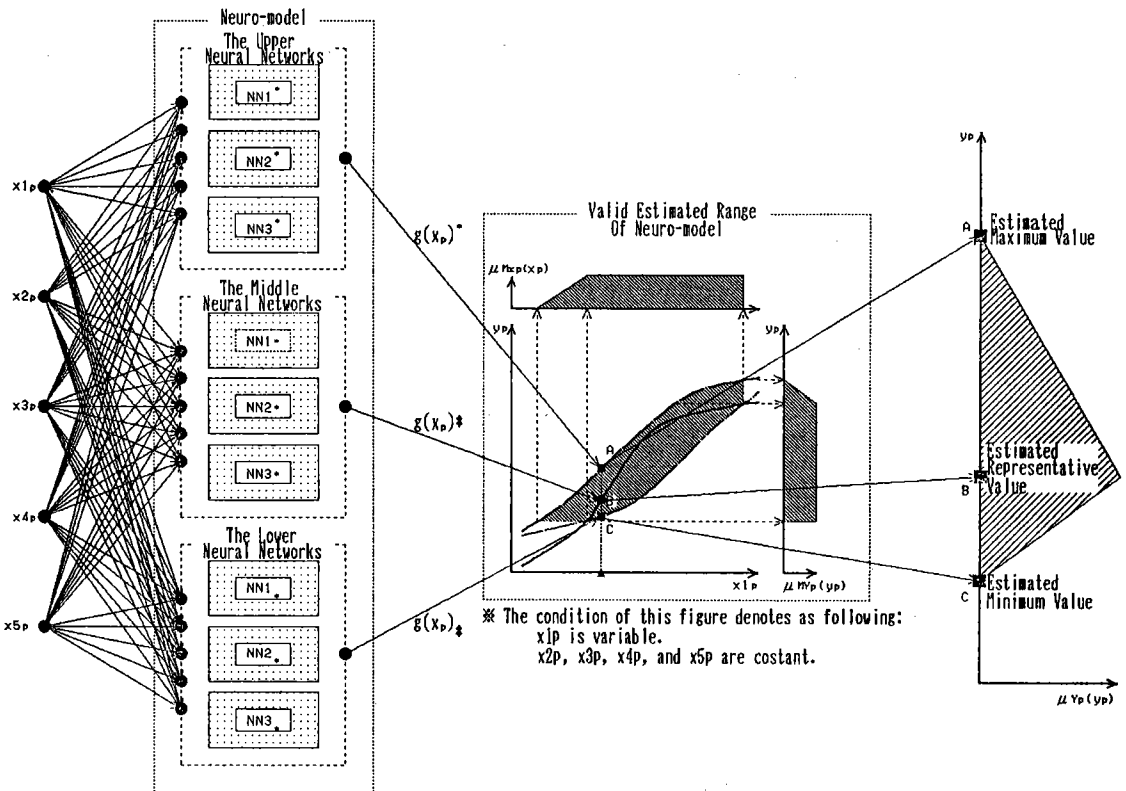 Neuro-model
The Upper
Neural Networks
NN1*
NN2*
NN3*
The Middle
Neural Networks
NN1*
NN2*
NN3*
The Lower
Neural Networks
NN1*
NN2*
NN3*
x1p
x2p
x3p
x4p
x5p
g(xp)*
g(xp)*
g(xp)*
Valid Estimated Range
Of Neuro-model
μMxp(xp)
yp
A
B
C
x1p
yp
μMYp(yp)
※ The condition of this figure denotes as following:
x1p is variable.
x2p, x3p, x4p, and x5p are costant.
yp
A
Estimated
Maximum Value
Estimated
Representative
Value
B
Estimated
Minimum Value
C
μYp(yp)